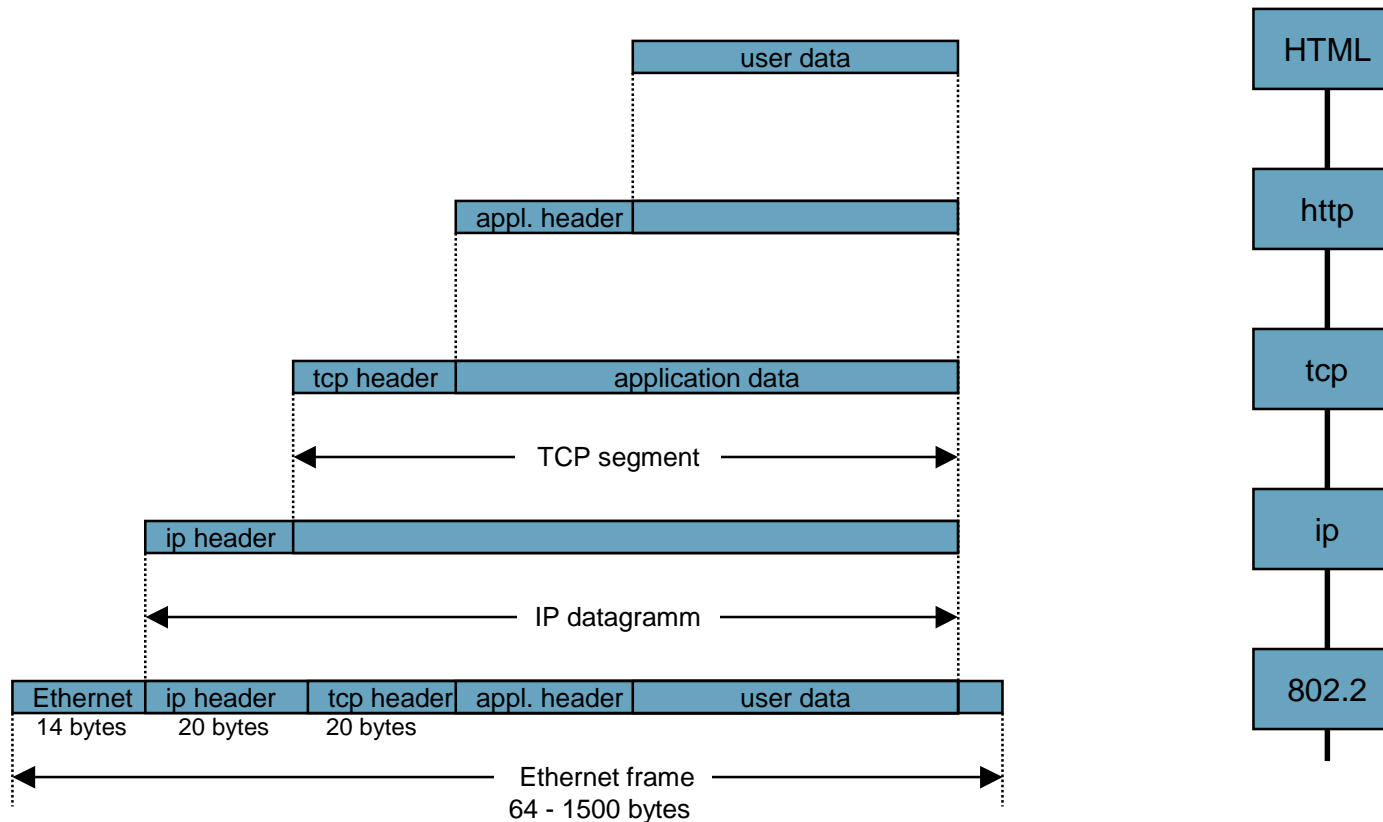 user data
HTML
appl. header
http
tcp header
application data
tcp
TCP segment
ip header
ip
IP datagramm
Ethernet
ip header
tcp header
appl. header
user data
802.2
14 bytes
20 bytes
20 bytes
Ethernet frame
64 - 1500 bytes